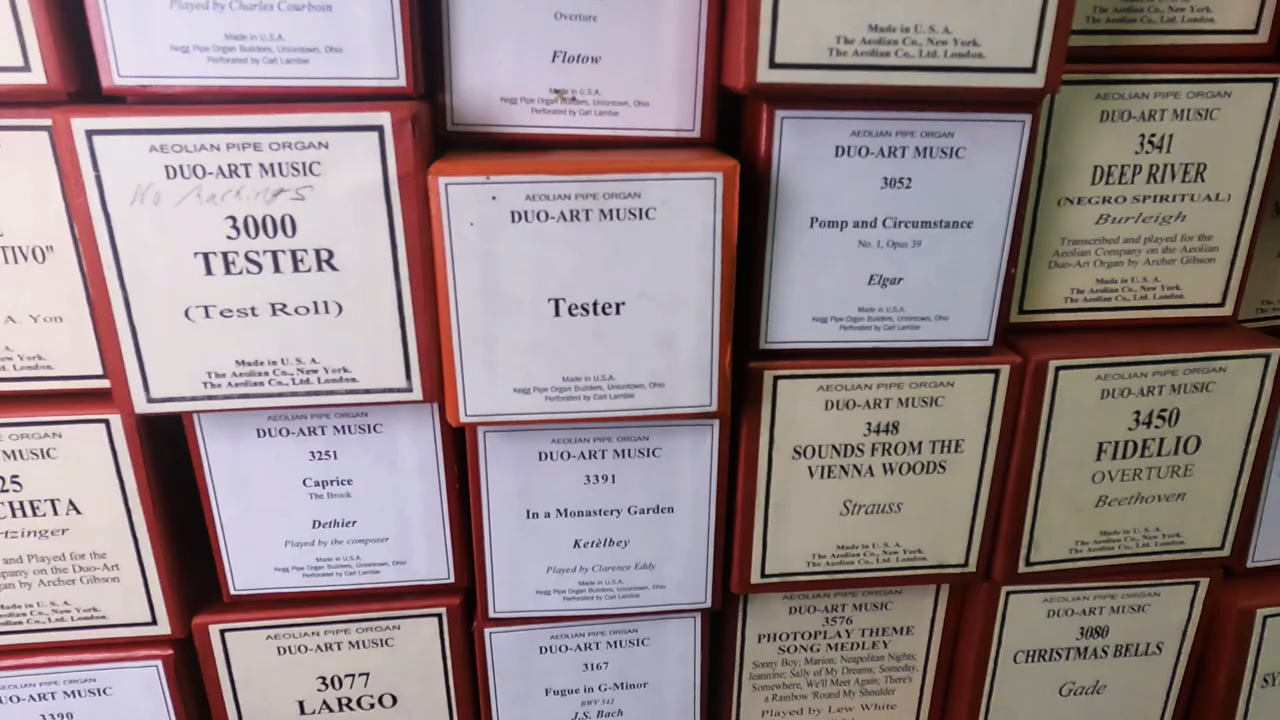 Played by Charles Courboin
Made in U.S.A.
Kegg Pipe Organ Builders, Uniontown, Ohio
Perforated by Carl Lambie
Overture
Flotow
Made in U.S.A.
Kegg Pipe Organ Builders, Uniontown, Ohio
Perforated by Carl Lambie
Made in U. S. A.
The Aeolian Co., New York.
The Aeolian Co., Ltd. London.
The Aeolian Co., New York.
The Aeolian Co., Ltd. London.
TIVO"
A. Yon
AEOLIAN PIPE ORGAN
DUO-ART MUSIC
No Markings
3000
TESTER
(Test Roll)
Made in U. S. A.
The Aeolian Co., New York.
The Aeolian Co., Ltd. London.
AEOLIAN PIPE ORGAN
DUO-ART MUSIC
Tester
Made in U.S.A.
Kegg Pipe Organ Builders, Uniontown, Ohio
Perforated by Carl Lambie
AEOLIAN PIPE ORGAN
DUO-ART MUSIC
3052
Pomp and Circumstance
No. 1, Opus 39
Elgar
Made in U.S.A.
Kegg Pipe Organ Builders, Uniontown, Ohio
Perforated by Carl Lambie
AEOLIAN PIPE ORGAN
DUO-ART MUSIC
3541
DEEP RIVER
(NEGRO SPIRITUAL)
Burleigh
Transcribed and played for the
Aeolian Company on the Aeolian
Duo-Art Organ by Archer Gibson
Made in U. S. A.
The Aeolian Co., New York.
The Aeolian Co., Ltd. London.
ORGAN
MUSIC
25
CHETA
tzinger
and Played for the
pany on the Duo-Art
an by Archer Gibson
Made in U. S. A.
The Aeolian Co., New York.
Co., Ltd. London.
AEOLIAN PIPE ORGAN
DUO-ART MUSIC
3251
Caprice
The Brook
Dethier
Played by the composer
Made in U.S.A.
Kegg Pipe Organ Builders, Uniontown, Ohio
Perforated by Carl Lambie
AEOLIAN PIPE ORGAN
DUO-ART MUSIC
3391
In a Monastery Garden
Ketèlbey
Played by Clarence Eddy
Made in U.S.A.
Kegg Pipe Organ Builders, Uniontown, Ohio
Perforated by Carl Lambie
AEOLIAN PIPE ORGAN
DUO-ART MUSIC
3448
SOUNDS FROM THE
VIENNA WOODS
Strauss
Made in U. S. A.
The Aeolian Co., New York.
The Aeolian Co., Ltd. London.
AEOLIAN PIPE ORGAN
DUO-ART MUSIC
3450
FIDELIO
OVERTURE
Beethoven
Made in U. S. A.
The Aeolian Co., New York.
The Aeolian Co., Ltd. London.
AEOLIAN PIPE ORGAN
DUO-ART MUSIC
3390
AEOLIAN PIPE ORGAN
DUO-ART MUSIC
3077
LARGO
AEOLIAN PIPE ORGAN
DUO-ART MUSIC
3167
Fugue in G-Minor
BWV 542
J.S. Bach
AEOLIAN PIPE ORGAN
DUO-ART MUSIC
3576
PHOTOPLAY THEME
SONG MEDLEY
Sonny Boy; Marion; Neapolitan Nights;
Jeannine; Sally of My Dreams; Someday,
Somewhere, We'll Meet Again; There's
a Rainbow 'Round My Shoulder
Played by Lew White
AEOLIAN PIPE ORGAN
DUO-ART MUSIC
3080
CHRISTMAS BELLS
Gade
SY